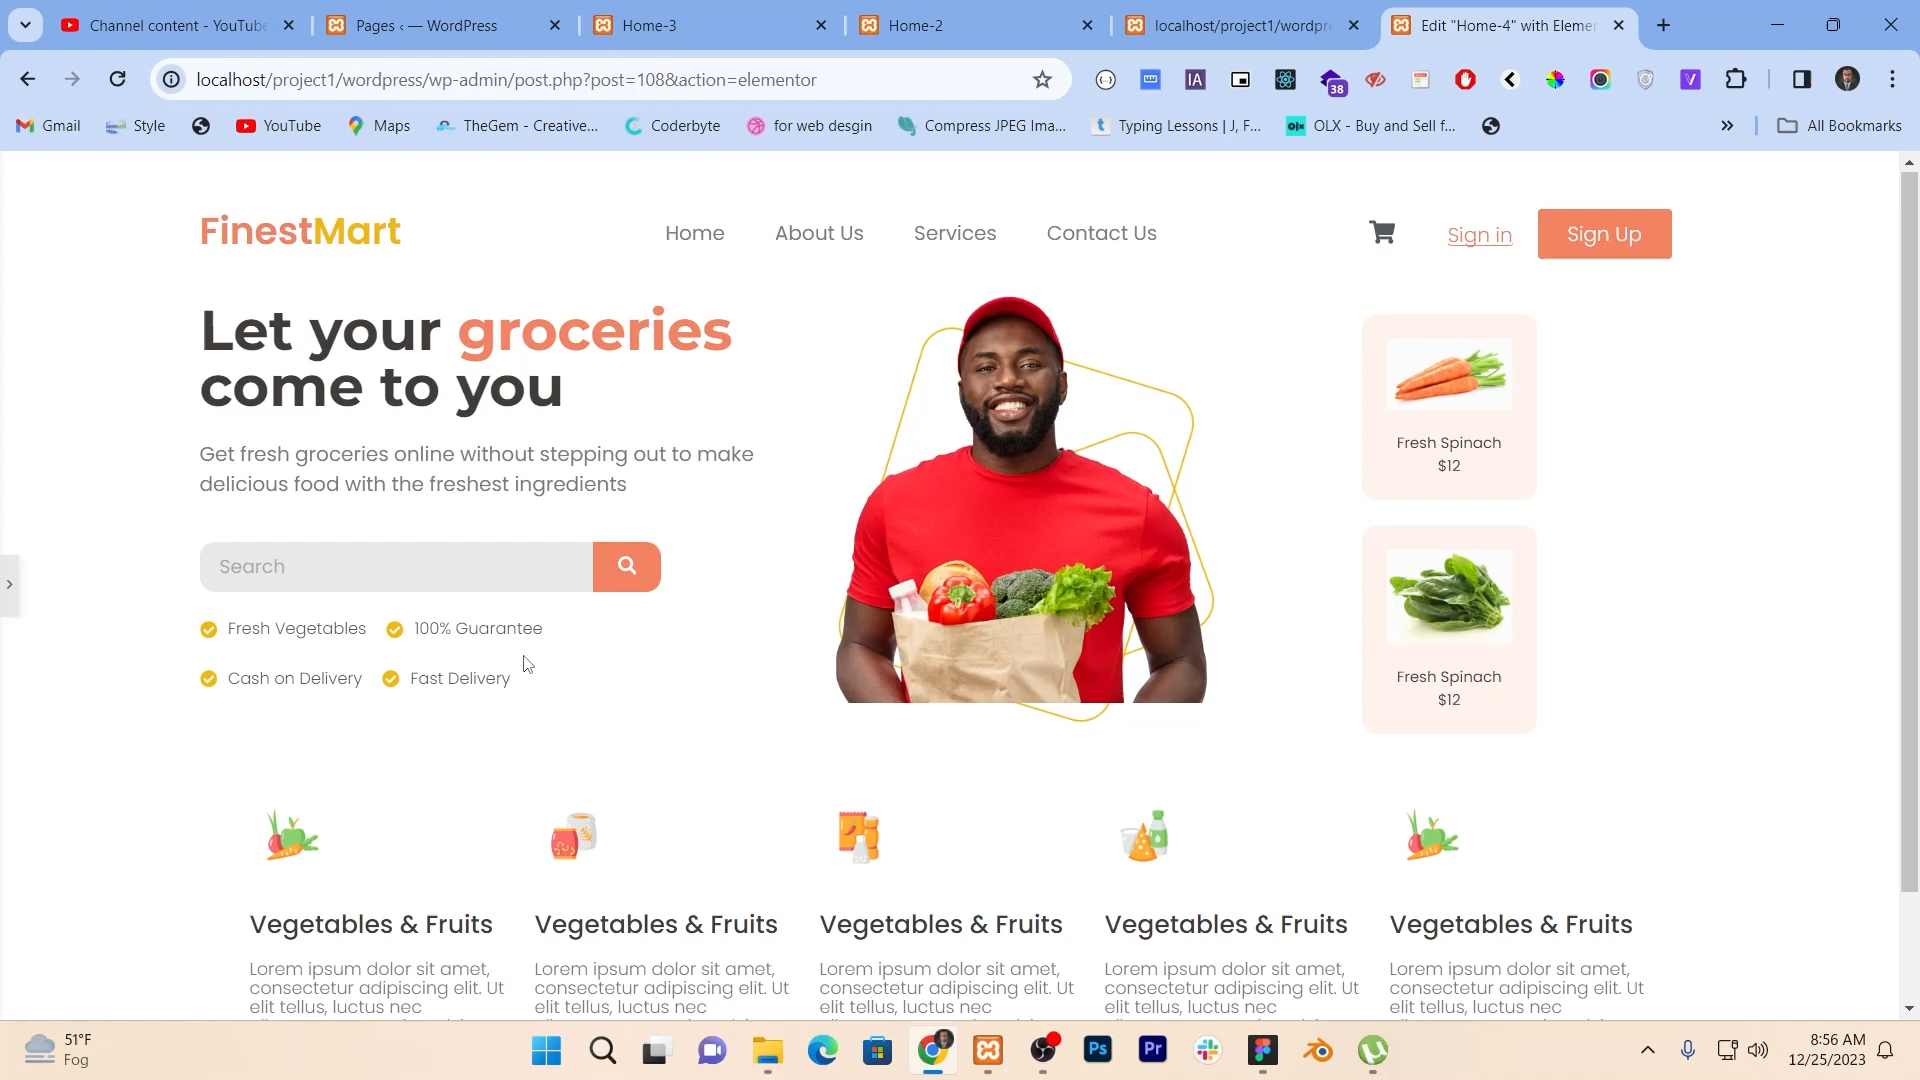 Channel content - YouTube
Pages ‹ — WordPress
Home-3
Home-2
localhost/project1/wordpr
Edit "Home-4" with Elemen
localhost/project1/wordpress/wp-admin/post.php?post=108&action=elementor
IA
38
V
Gmail
Style
YouTube
Maps
TheGem - Creative...
Coderbyte
for web desgin
Compress JPEG Ima...
Typing Lessons | J, F...
OLX - Buy and Sell f...
All Bookmarks
FinestMart
Home
About Us
Services
Contact Us
Sign in
Sign Up
Let your groceries
come to you
Get fresh groceries online without stepping out to make
delicious food with the freshest ingredients
Search
Fresh Vegetables
100% Guarantee
Cash on Delivery
Fast Delivery
Fresh Spinach
$12
Fresh Spinach
$12
Vegetables & Fruits
Vegetables & Fruits
Vegetables & Fruits
Vegetables & Fruits
Vegetables & Fruits
Lorem ipsum dolor sit amet,
consectetur adipiscing elit. Ut
elit tellus, luctus nec
Lorem ipsum dolor sit amet,
consectetur adipiscing elit. Ut
elit tellus, luctus nec
Lorem ipsum dolor sit amet,
consectetur adipiscing elit. Ut
elit tellus, luctus nec
Lorem ipsum dolor sit amet,
consectetur adipiscing elit. Ut
elit tellus, luctus nec
Lorem ipsum dolor sit amet,
consectetur adipiscing elit. Ut
elit tellus, luctus nec
51°F
Fog
Ps
Pr
8:56 AM
12/25/2023